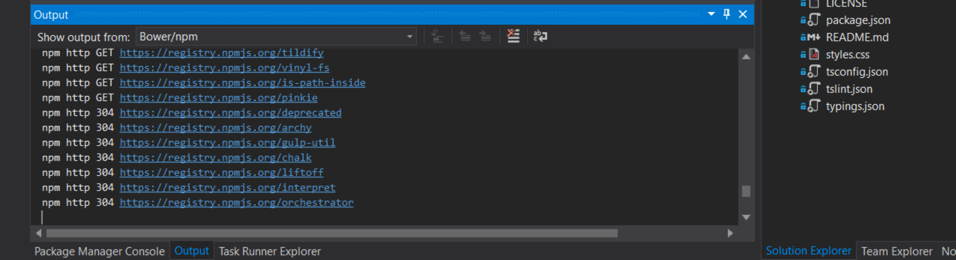 Output
Show output from: Bower/npm
npm http GET https://registry.npmjs.org/tildify
npm http GET https://registry.npmjs.org/vinyl-fs
npm http GET https://registry.npmjs.org/is-path-inside
npm http GET https://registry.npmjs.org/pinkie
npm http 304 https://registry.npmjs.org/deprecated
npm http 304 https://registry.npmjs.org/archy
npm http 304 https://registry.npmjs.org/gulp-util
npm http 304 https://registry.npmjs.org/chalk
npm http 304 https://registry.npmjs.org/liftoff
npm http 304 https://registry.npmjs.org/interpret
npm http 304 https://registry.npmjs.org/orchestrator
Package Manager Console Output Task Runner Explorer
LICENSE
package.json
README.md
styles.css
tsconfig.json
tslint.json
typings.json
Solution Explorer Team Explorer No